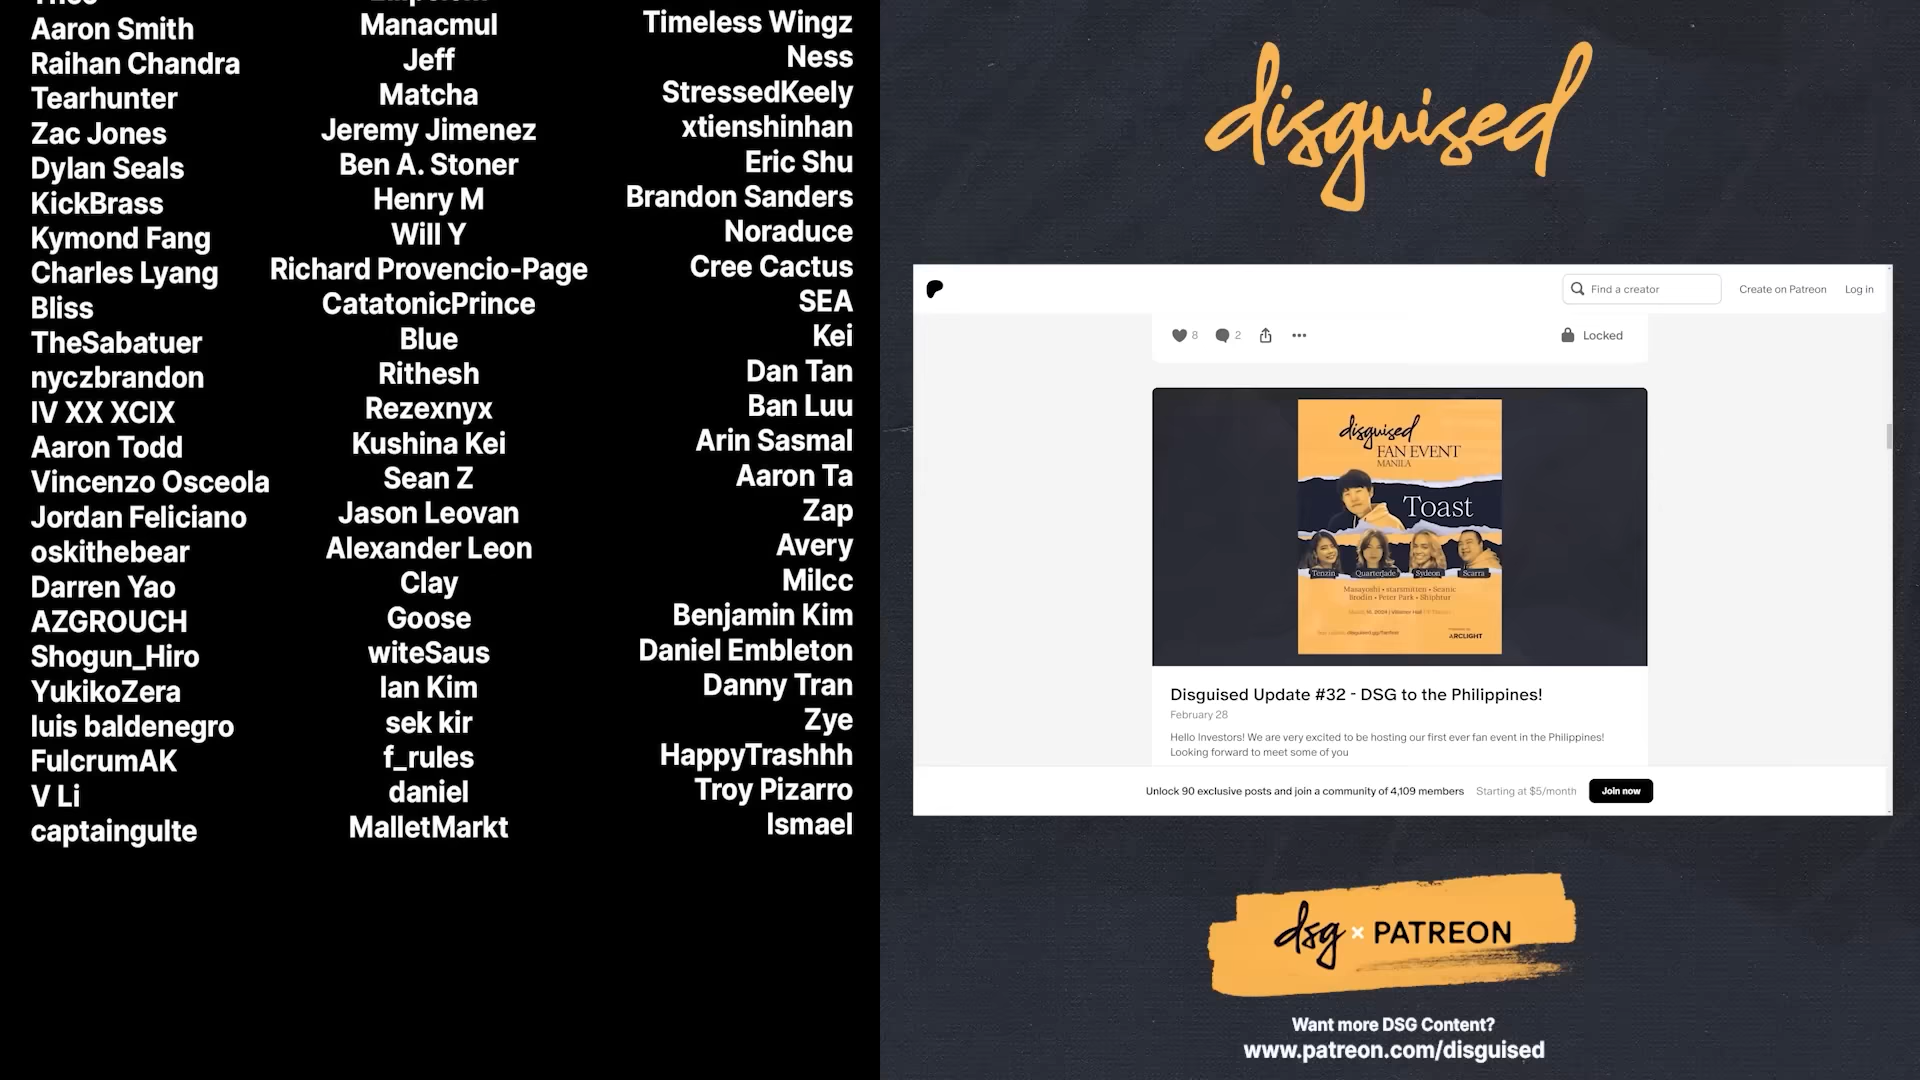 Aaron Smith
Raihan Chandra
Tearhunter
Zac Jones
Dylan Seals
KickBrass
Kymond Fang
Charles Lyang
Bliss
TheSabatuer
nyczbrandon
IV XX XCIX
Aaron Todd
Vincenzo Osceola
Jordan Feliciano
oskithebear
Darren Yao
AZGROUCH
Shogun_Hiro
YukikoZera
luis baldenegro
FulcrumAK
V Li
captaingulte
Manacmul
Jeff
Matcha
Jeremy Jimenez
Ben A. Stoner
Henry M
Will Y
Richard Provencio-Page
CatatonicPrince
Blue
Rithesh
Rezexnyx
Kushina Kei
Sean Z
Jason Leovan
Alexander Leon
Clay
Goose
witeSaus
Ian Kim
sek kir
f_rules
daniel
MalletMarkt
Timeless Wingz
Ness
StressedKeely
xtienshinhan
Eric Shu
Brandon Sanders
Noraduce
Cree Cactus
SEA
Kei
Dan Tan
Ban Luu
Arin Sasmal
Aaron Ta
Zap
Avery
Milcc
Benjamin Kim
Daniel Embleton
Danny Tran
Zye
HappyTrashhh
Troy Pizarro
Ismael
disguised
Find a creator
Create on Patreon
Log in
8
2
Locked
disguised
FAN EVENT
MANILA
Toast
Tenzin QuarterJade Sydeon Scarra
Masayoshi • starsmitten • Seanic
Brodin • Peter Park • Shiphtur
ARCLIGHT
Disguised Update #32 - DSG to the Philippines!
February 28
Hello Investors! We are very excited to be hosting our first ever fan event in the Philippines!
Looking forward to meet some of you
Unlock 90 exclusive posts and join a community of 4,109 members
Starting at $5/month
Join now
dsg × PATREON
Want more DSG Content?
www.patreon.com/disguised